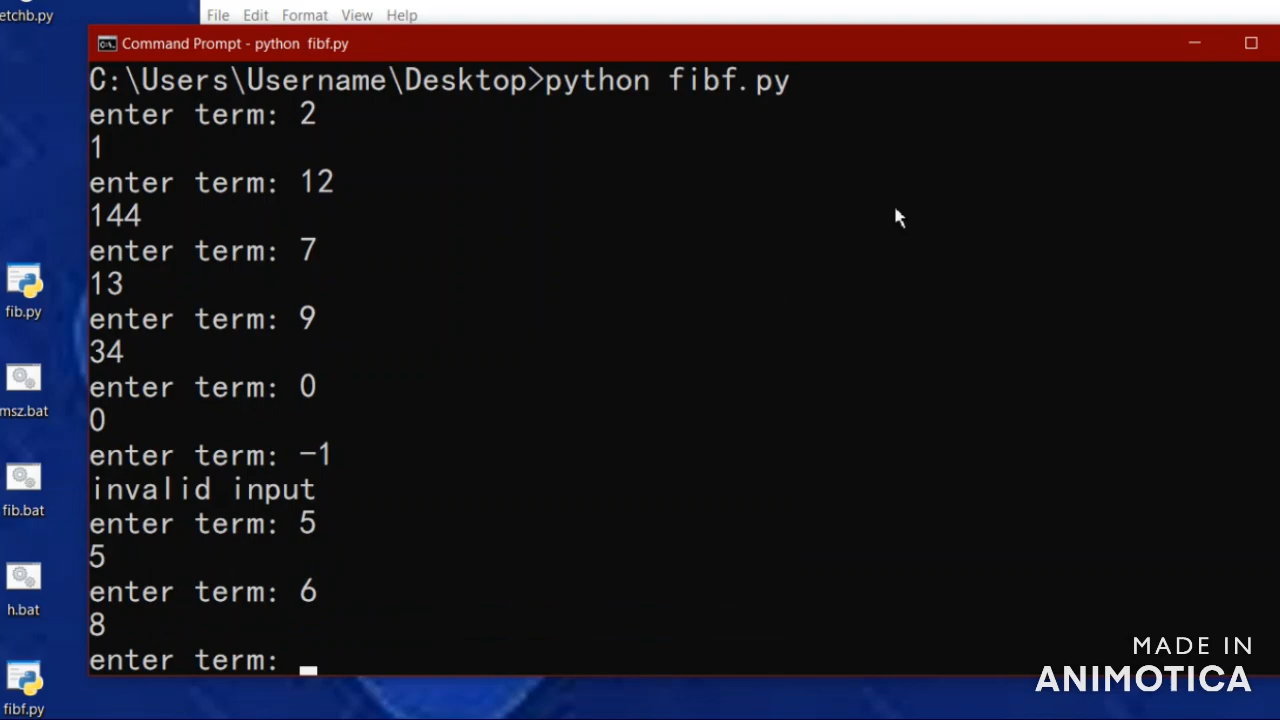 etchb.py
File Edit Format View Help
Command Prompt - python fibf.py
C:\Users\Username\Desktop>python fibf.py
enter term: 2
1
enter term: 12
144
enter term: 7
13
enter term: 9
34
enter term: 0
0
enter term: -1
invalid input
enter term: 5
5
enter term: 6
8
enter term:
fib.py
msz.bat
fib.bat
h.bat
fibf.py
MADE IN
ANIMOTICA